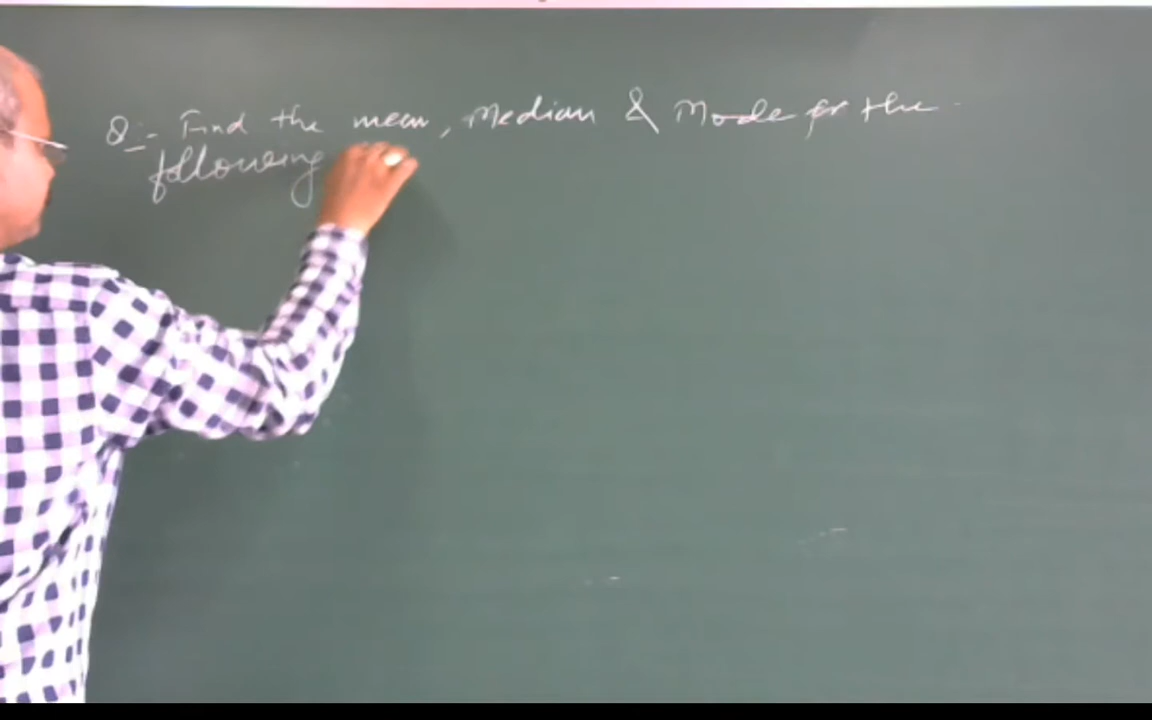 Q:- Find the mean, Median & Mode for the
following